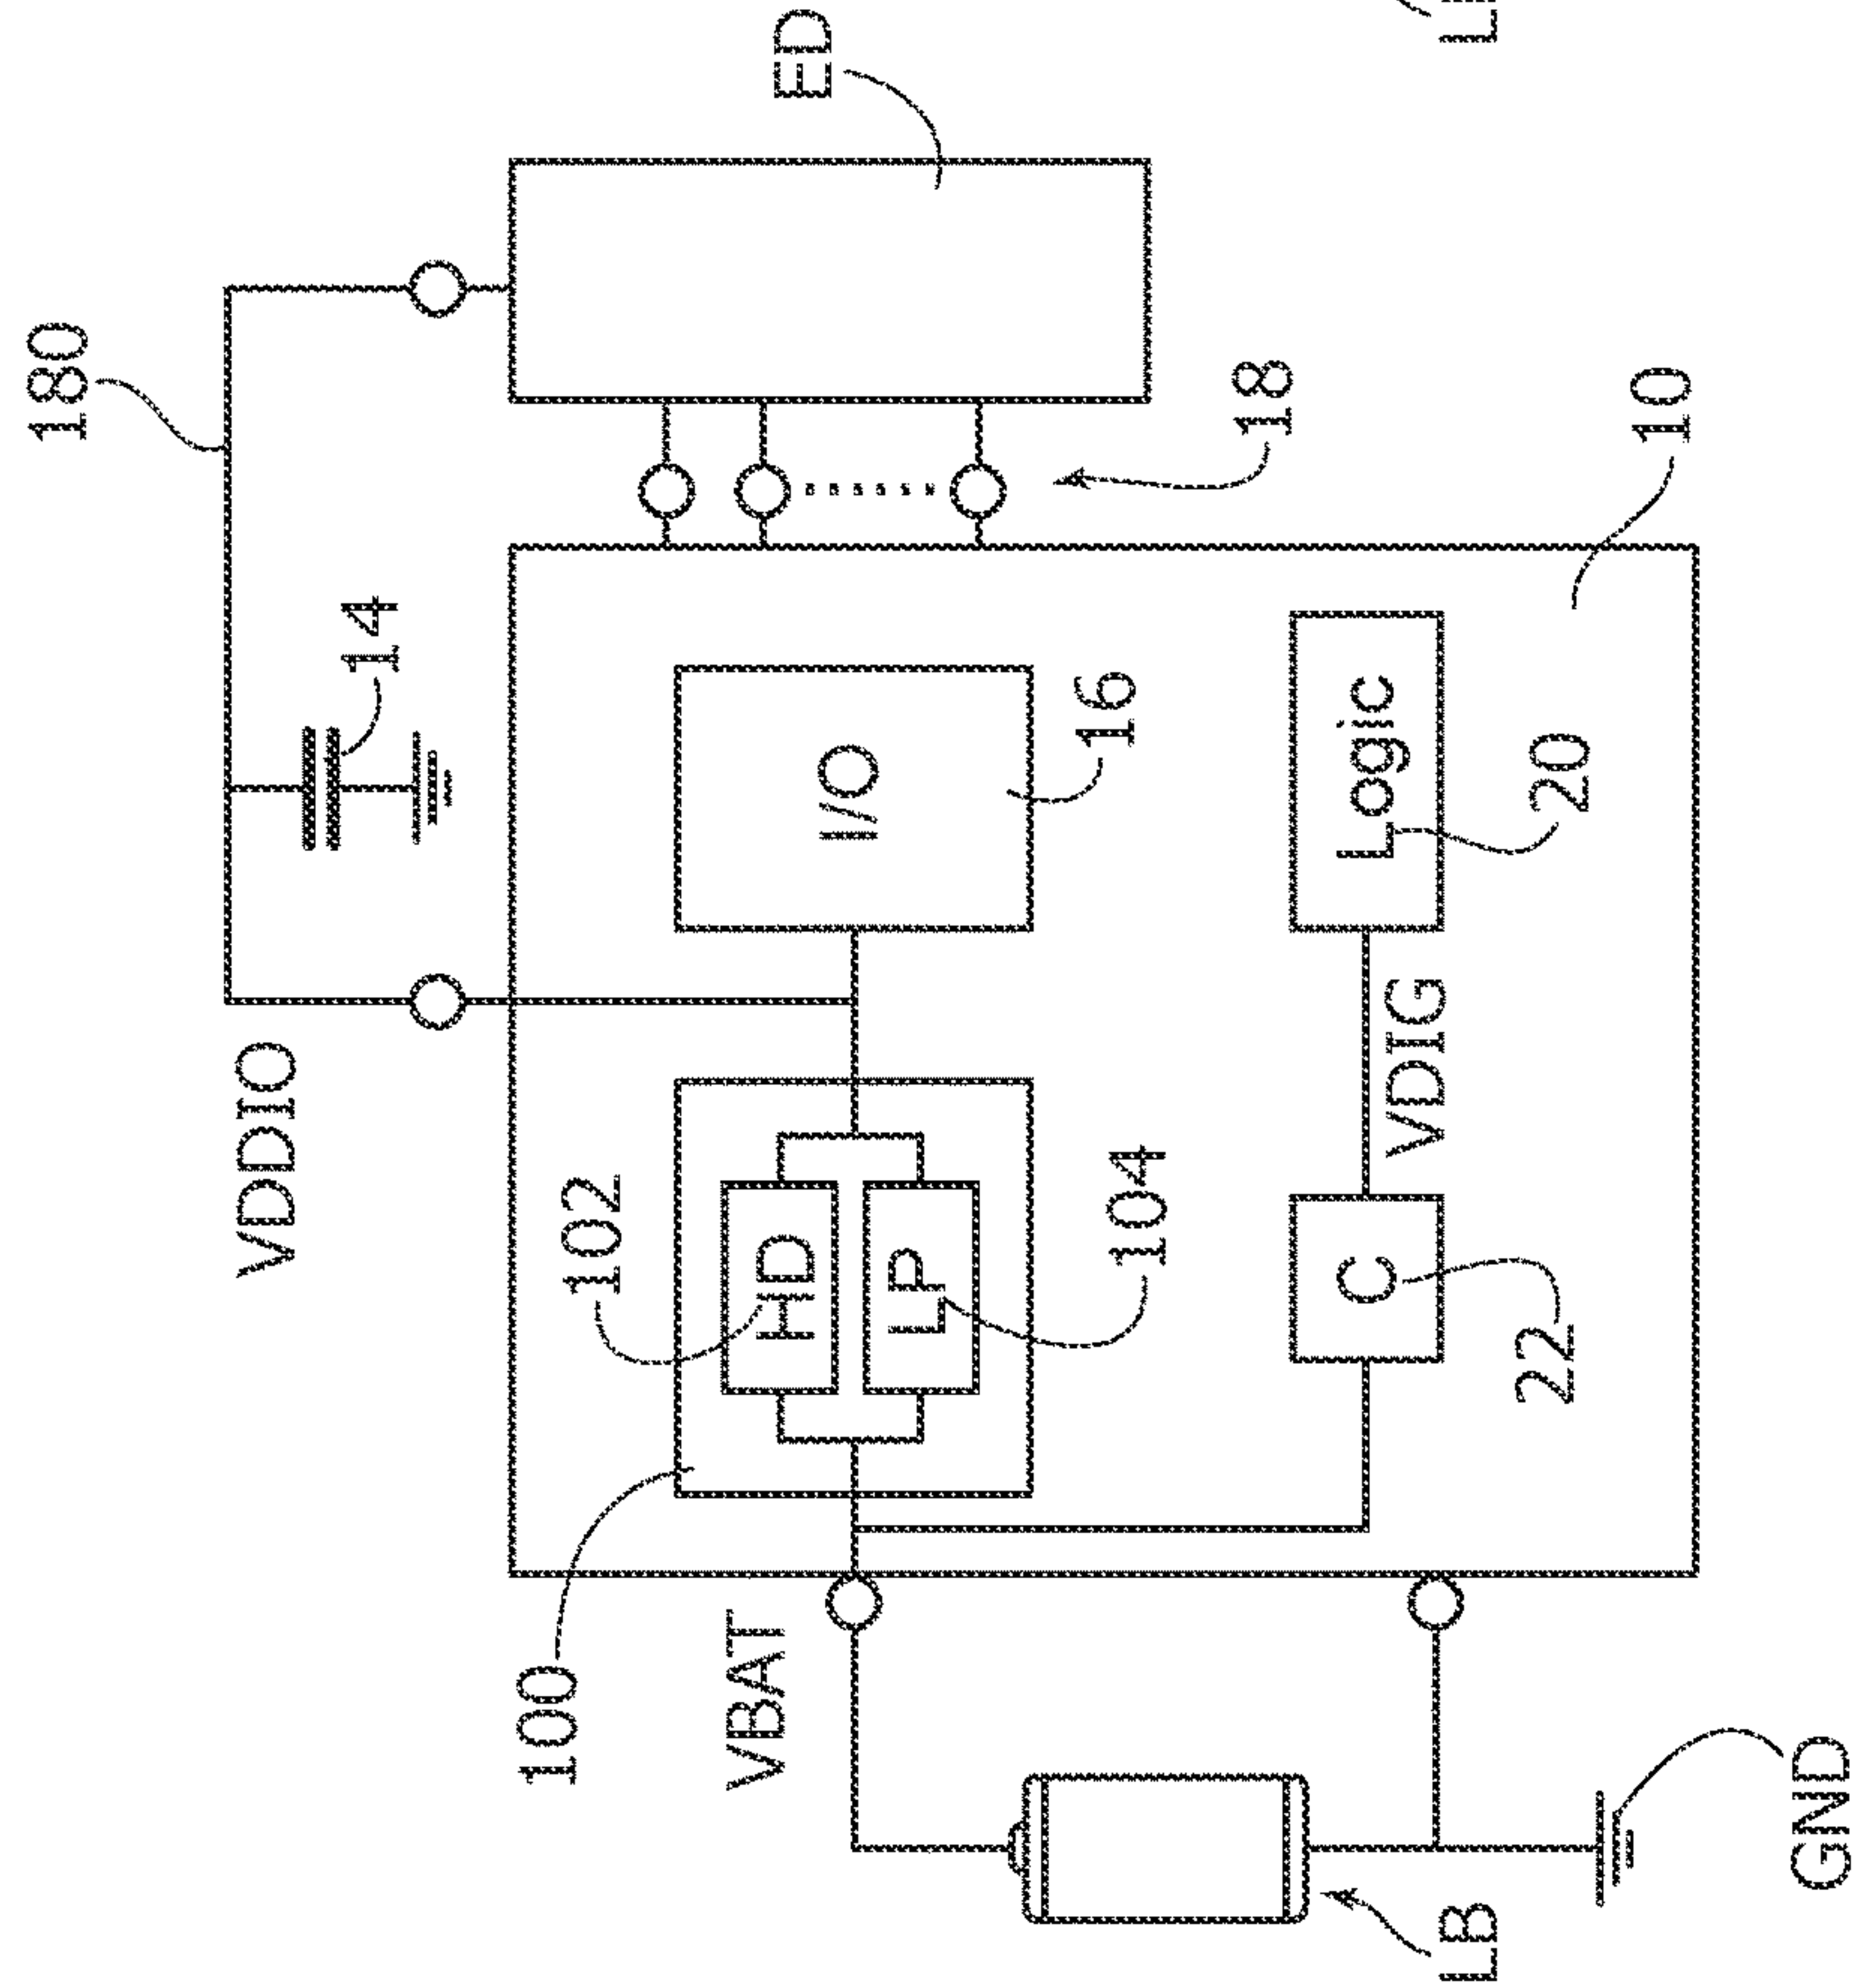 180
ED
14
VDDIO
18
102
HD
LP
104
I/O
16
10
100
VBAT
C
22
VDIG
Logic
20
LB
GND